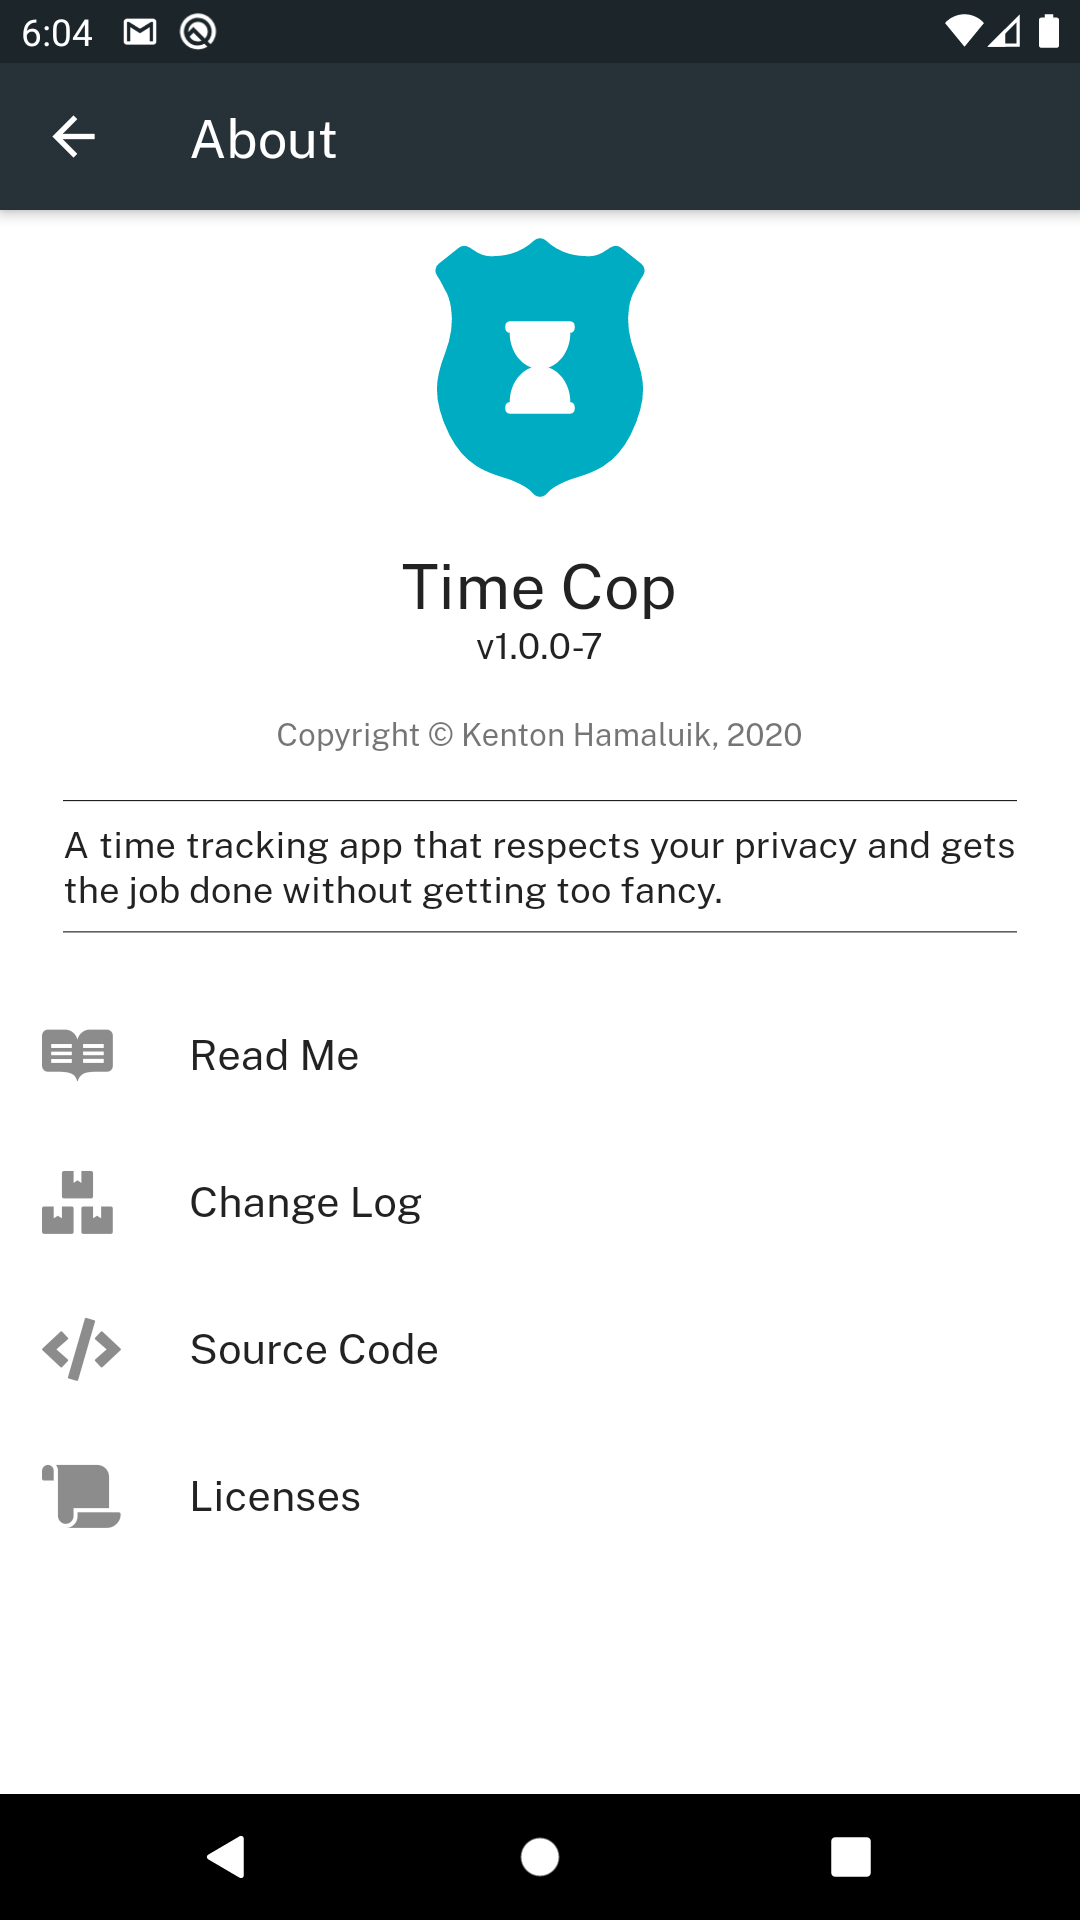 6:04
About
Time Cop
v1.0.0-7
Copyright © Kenton Hamaluik, 2020
A time tracking app that respects your privacy and gets
the job done without getting too fancy.
Read Me
Change Log
Source Code
Licenses